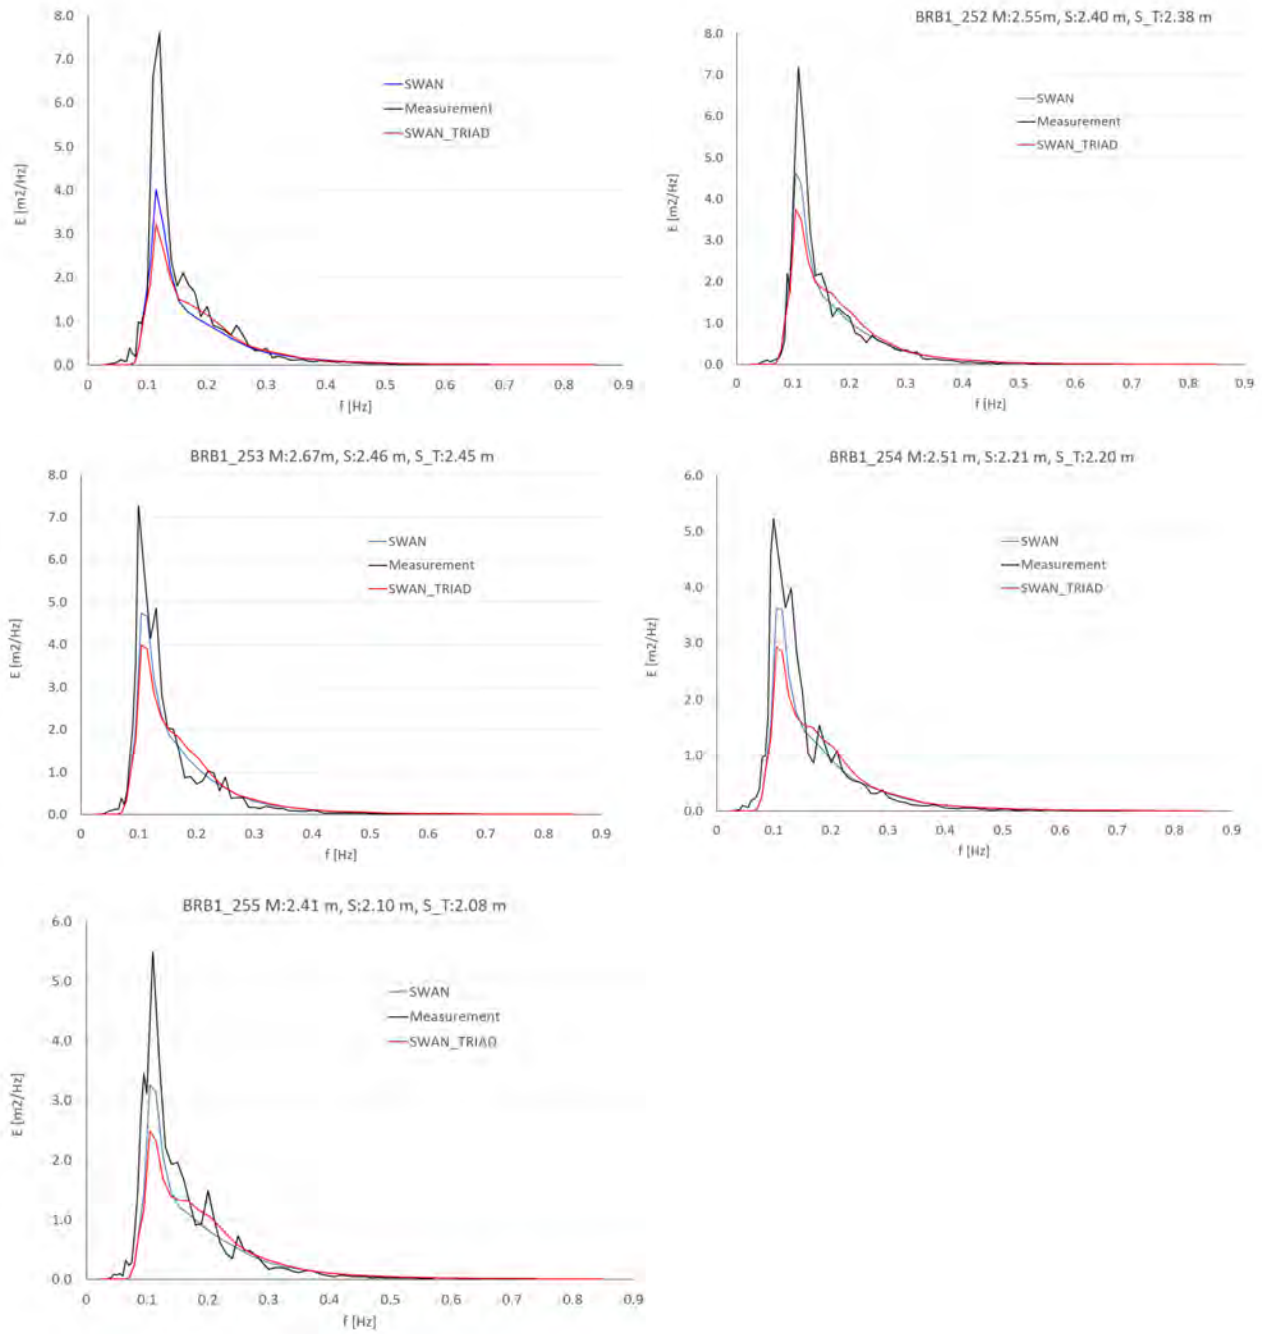 8.0
7.0
6.0
5.0
4.0
3.0
2.0
1.0
0.0
E [m2/Hz]
SWAN
Measurement
SWAN_TRIAD
0 0.1 0.2 0.3 0.4 0.5 0.6 0.7 0.8 0.9
f [Hz]
BRB1_252 M:2.55m, S:2.40 m, S_T:2.38 m
8.0
7.0
6.0
5.0
4.0
3.0
2.0
1.0
0.0
E [m2/Hz]
SWAN
Measurement
SWAN_TRIAD
0 0.1 0.2 0.3 0.4 0.5 0.6 0.7 0.8 0.9
f [Hz]
BRB1_253 M:2.67m, S:2.46 m, S_T:2.45 m
8.0
7.0
6.0
5.0
4.0
3.0
2.0
1.0
0.0
E [m2/Hz]
SWAN
Measurement
SWAN_TRIAD
0 0.1 0.2 0.3 0.4 0.5 0.6 0.7 0.8 0.9
f [Hz]
BRB1_254 M:2.51 m, S:2.21 m, S_T:2.20 m
6.0
5.0
4.0
3.0
2.0
1.0
0.0
E [m2/Hz]
SWAN
Measurement
SWAN_TRIAD
0 0.1 0.2 0.3 0.4 0.5 0.6 0.7 0.8 0.9
f [Hz]
BRB1_255 M:2.41 m, S:2.10 m, S_T:2.08 m
6.0
5.0
4.0
3.0
2.0
1.0
0.0
E [m2/Hz]
SWAN
Measurement
SWAN_TRIAD
0 0.1 0.2 0.3 0.4 0.5 0.6 0.7 0.8 0.9
f [Hz]